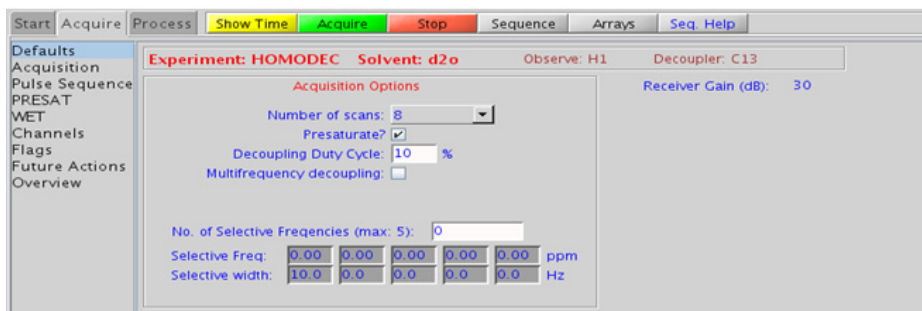 Start Acquire Process Show Time Acquire Stop Sequence Arrays Seq. Help
Defaults
Acquisition
Pulse Sequence
PRESAT
WET
Channels
Flags
Future Actions
Overview
Experiment: HOMODEC Solvent: d2o Observe: H1 Decoupler: C13
Acquisition Options
Number of scans: 8
Presaturate?
Decoupling Duty Cycle: 10 %
Multifrequency decoupling:
No. of Selective Freqencies (max: 5): 0
Selective Freq: 0.00 0.00 0.00 0.00 0.00 ppm
Selective width: 10.0 0.0 0.0 0.0 0.0 Hz
Receiver Gain (dB): 30